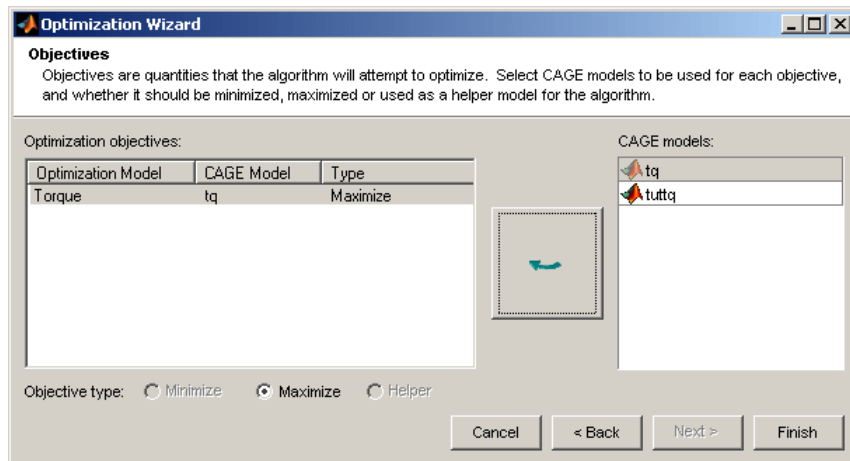 Optimization Wizard
Objectives
Objectives are quantities that the algorithm will attempt to optimize. Select CAGE models to be used for each objective,
and whether it should be minimized, maximized or used as a helper model for the algorithm.
Optimization objectives:
Optimization Model CAGE Model Type
Torque tq Maximize
CAGE models:
tq
tuttq
Objective type: Minimize Maximize Helper
Cancel < Back Next > Finish